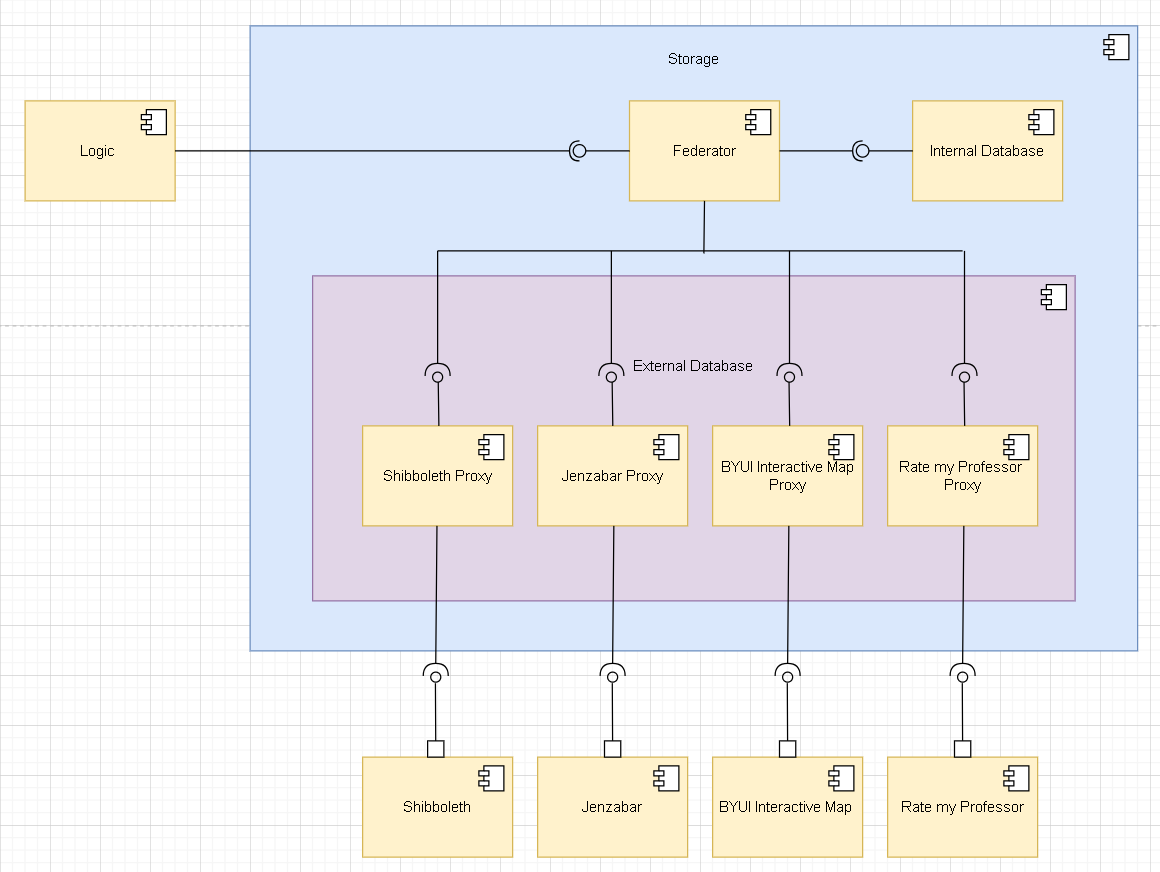 Storage
Logic
Federator
Internal Database
External Database
Shibboleth Proxy
Jenzabar Proxy
BYUI Interactive Map
Proxy
Rate my Professor
Proxy
Shibboleth
Jenzabar
BYUI Interactive Map
Rate my Professor